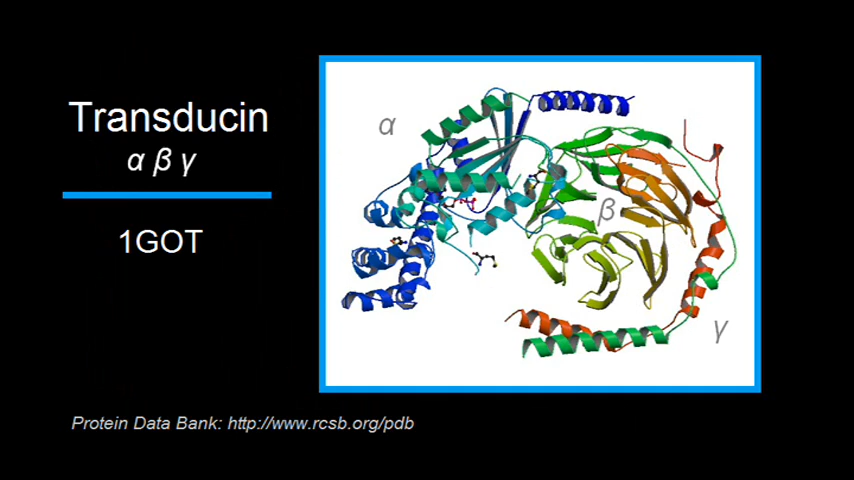 Transducin
α β γ
1GOT
α
β
γ
Protein Data Bank: http://www.rcsb.org/pdb